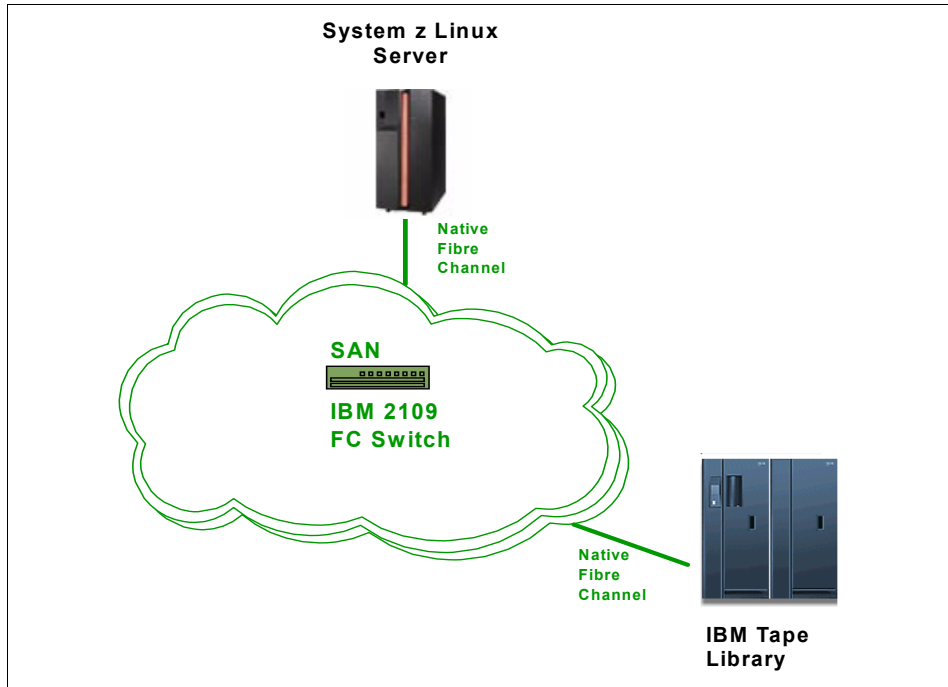 System z Linux
Server
Native
Fibre
Channel
SAN
IBM 2109
FC Switch
Native
Fibre
Channel
IBM Tape
Library